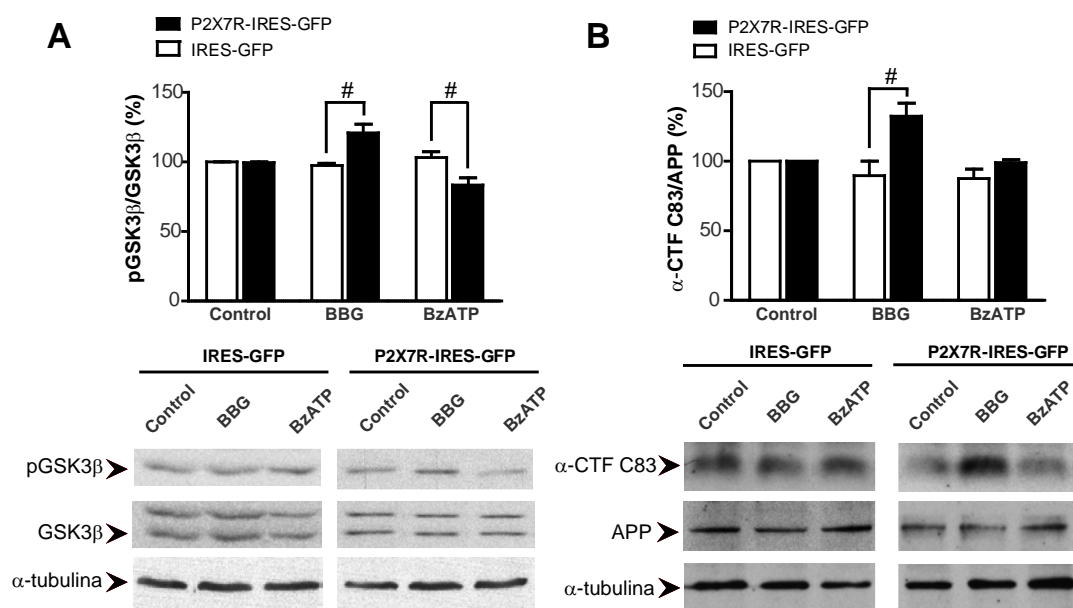 A
P2X7R-IRES-GFP
IRES-GFP
pGSK3β/GSK3β (%)
150
100
50
0
#
#
Control
BBG
BzATP
IRES-GFP
P2X7R-IRES-GFP
Control
BBG
BzATP
Control
BBG
BzATP
pGSK3β
GSK3β
α-tubulina
B
P2X7R-IRES-GFP
IRES-GFP
α-CTF C83/APP (%)
150
100
50
0
#
Control
BBG
BzATP
IRES-GFP
P2X7R-IRES-GFP
Control
BBG
BzATP
Control
BBG
BzATP
α-CTF C83
APP
α-tubulina